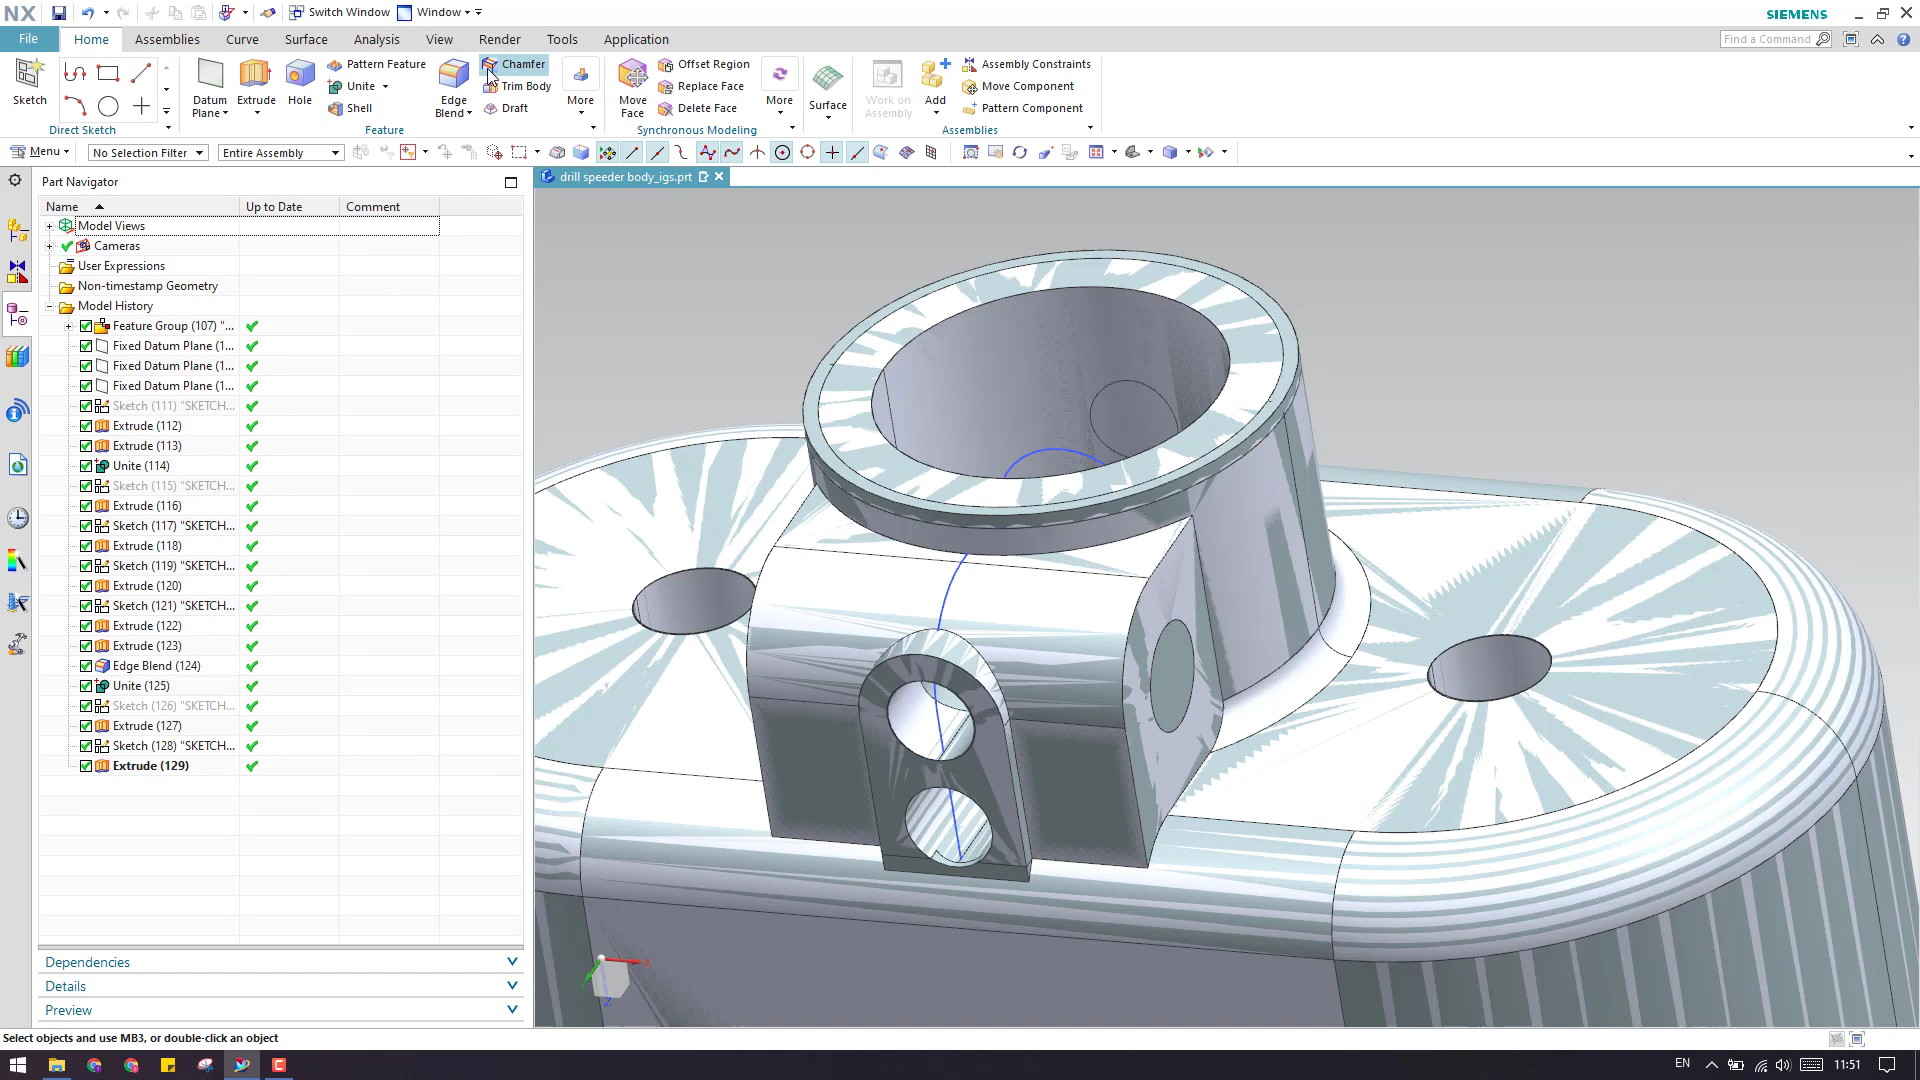 NX Switch Window Window SIEMENS
File Home Assemblies Curve Surface Analysis View Render Tools Application Find a Command
Sketch Datum Plane Extrude Hole Pattern Feature Unite Shell Edge Blend Chamfer Trim Body Draft More Move Face Offset Region Replace Face Delete Face More Surface Work on Assembly Add Assembly Constraints Move Component Pattern Component
Direct Sketch Feature Synchronous Modeling Assemblies
Menu No Selection Filter Entire Assembly
Part Navigator
drill speeder body_igs.prt
Name Up to Date Comment
Model Views
Cameras
User Expressions
Non-timestamp Geometry
Model History
Feature Group (107) "...
Fixed Datum Plane (1...
Fixed Datum Plane (1...
Fixed Datum Plane (1...
Sketch (111) "SKETCH...
Extrude (112)
Extrude (113)
Unite (114)
Sketch (115) "SKETCH...
Extrude (116)
Sketch (117) "SKETCH...
Extrude (118)
Sketch (119) "SKETCH...
Extrude (120)
Sketch (121) "SKETCH...
Extrude (122)
Extrude (123)
Edge Blend (124)
Unite (125)
Sketch (126) "SKETCH...
Extrude (127)
Sketch (128) "SKETCH...
Extrude (129)
Dependencies
Details
Preview
X
Y
Z
Select objects and use MB3, or double-click an object
EN 11:51